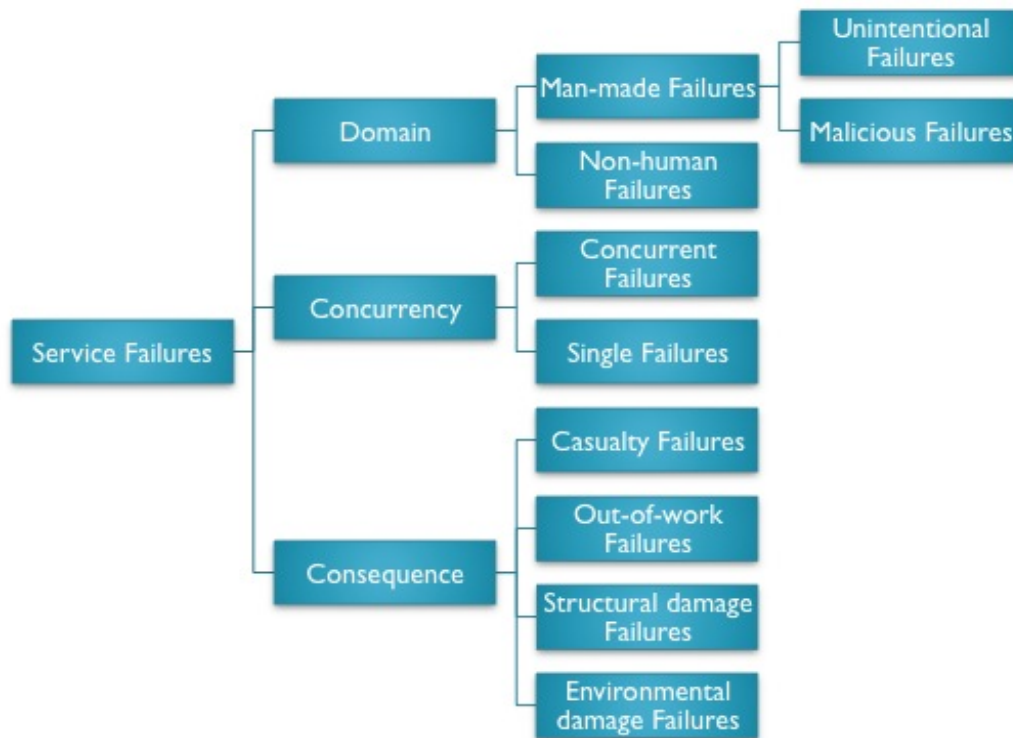 Service Failures
Domain
Man-made Failures
Unintentional
Failures
Malicious Failures
Non-human
Failures
Concurrency
Concurrent
Failures
Single Failures
Consequence
Casualty Failures
Out-of-work
Failures
Structural damage
Failures
Environmental
damage Failures